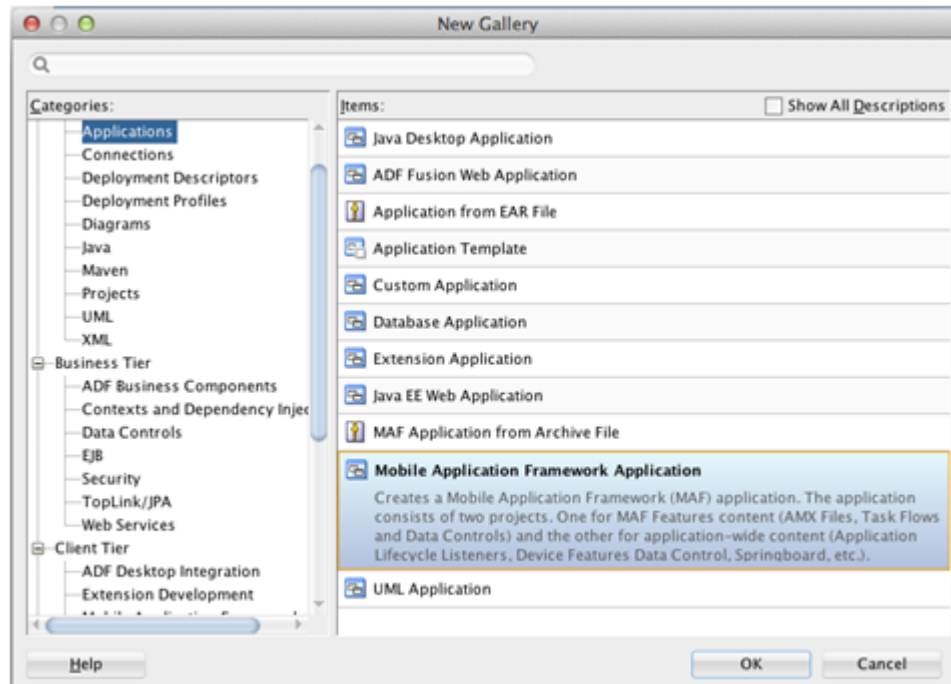 New Gallery
Categories:
Applications
Connections
Deployment Descriptors
Deployment Profiles
Diagrams
Java
Maven
Projects
UML
XML
Business Tier
ADF Business Components
Contexts and Dependency Injec
Data Controls
EJB
Security
TopLink/JPA
Web Services
Client Tier
ADF Desktop Integration
Extension Development
Items:
Show All Descriptions
Java Desktop Application
ADF Fusion Web Application
Application from EAR File
Application Template
Custom Application
Database Application
Extension Application
Java EE Web Application
MAF Application from Archive File
Mobile Application Framework Application
Creates a Mobile Application Framework (MAF) application. The application
consists of two projects. One for MAF Features content (AMX Files, Task Flows
and Data Controls) and the other for application-wide content (Application
Lifecycle Listeners, Device Features Data Control, Springboard, etc.).
UML Application
Help
OK
Cancel